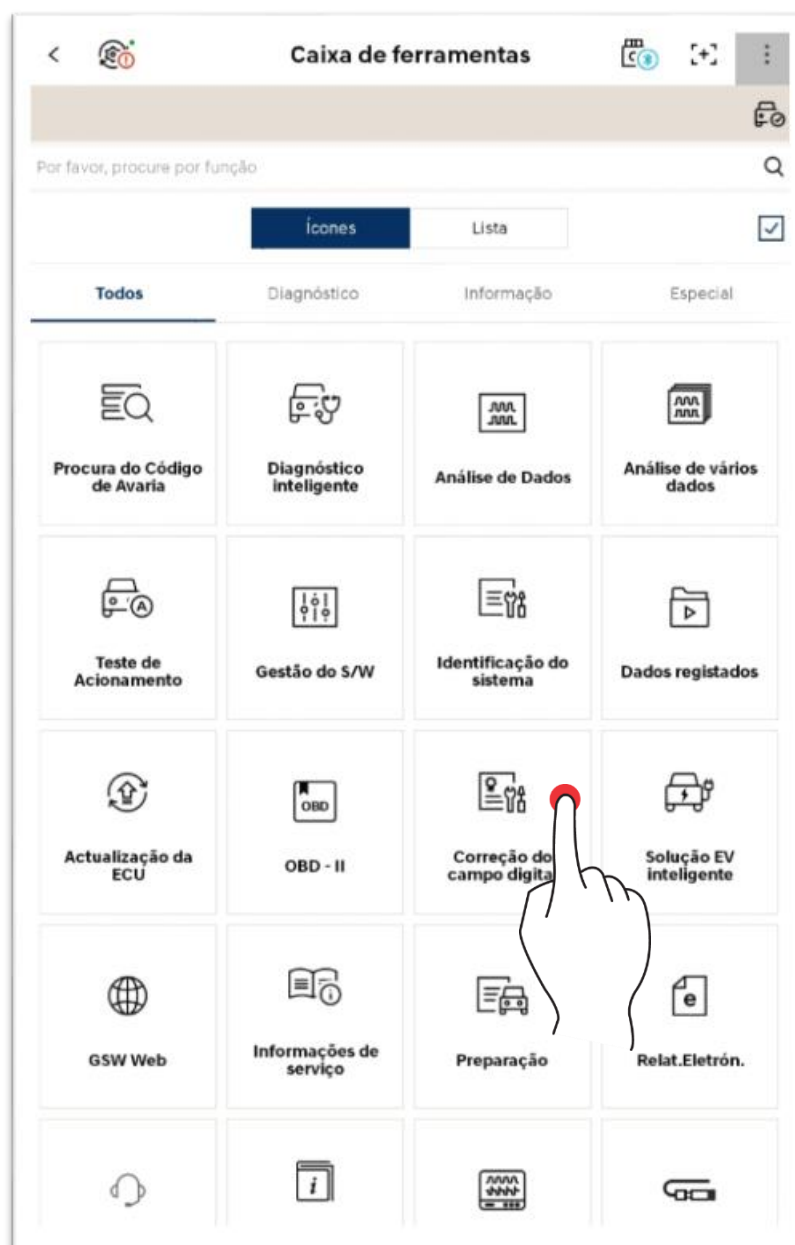 Caixa de ferramentas
Por favor, procure por função
Ícones
Lista
Todos
Diagnóstico
Informação
Especial
Procura do Código
de Avaria
Diagnóstico
inteligente
Análise de Dados
Análise de vários
dados
Teste de
Acionamento
Gestão do S/W
Identificação do
sistema
Dados registados
Actualização da
ECU
OBD
OBD - II
Correção do
campo digita
Solução EV
inteligente
GSW Web
Informações de
serviço
Preparação
e
Relat.Eletrón.
i